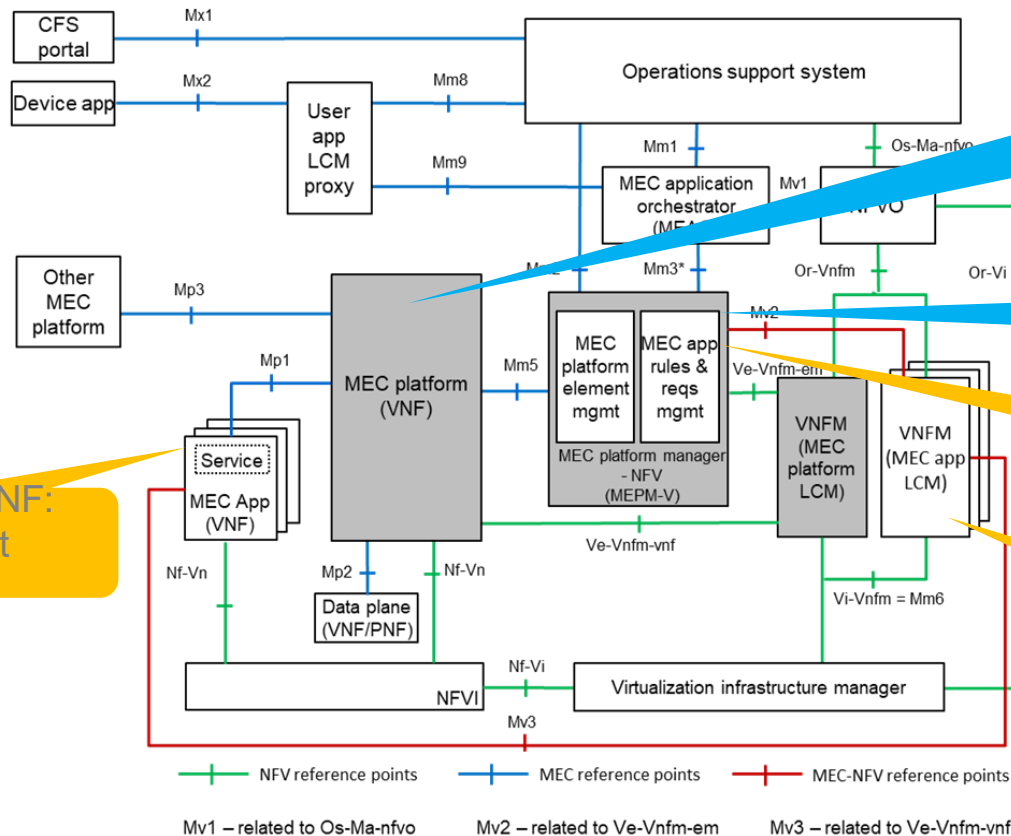 CFS
portal
Mx1
Operations support system
Device app
Mx2
User
app
LCM
proxy
Mm8
Mm9
Mm1
Os-Ma-nfvo
MEC application
orchestrator
Mv1
Other
MEC
platform
Mp3
Mm3*
Or-Vnfm
Or-Vi
MEC platform
(VNF)
Mp1
Mm5
MEC
platform
element
mgmt
MEC app
rules &
reqs
mgmt
MEC platform manager
- NFV
(MEPM-V)
Mv2
Ve-Vnfm-em
VNFM
(MEC
platform
LCM)
VNFM
(MEC app
LCM)
Service
MEC App
(VNF)
NF:
t
Ve-Vnfm-vnf
Nf-Vn
Mp2
Nf-Vn
Data plane
(VNF/PNF)
Vi-Vnfm = Mm6
NFVI
Nf-Vi
Virtualization infrastructure manager
Mv3
NFV reference points
MEC reference points
MEC-NFV reference points
Mv1 – related to Os-Ma-nfvo
Mv2 – related to Ve-Vnfm-em
Mv3 – related to Ve-Vnfm-vnf